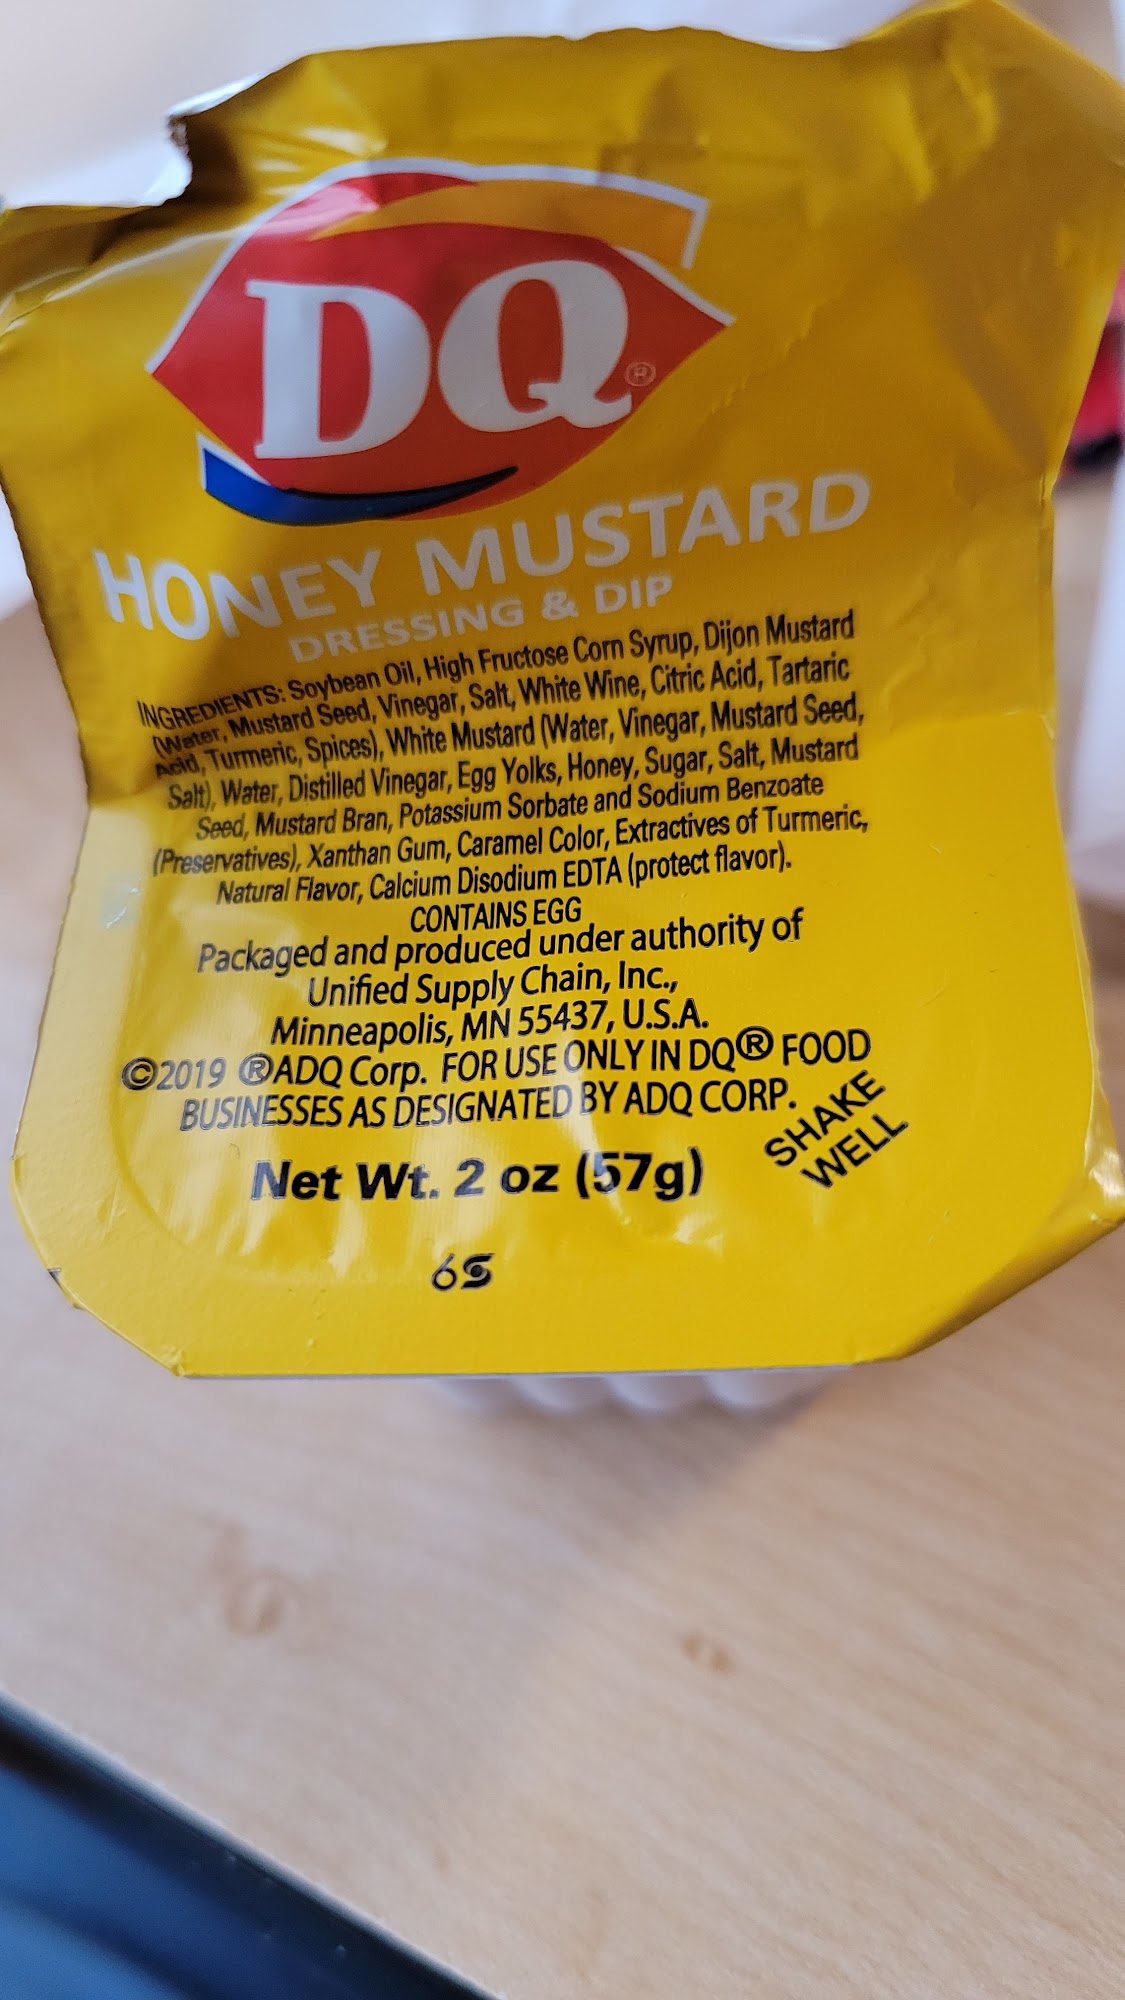 DQ®
HONEY MUSTARD
DRESSING & DIP
INGREDIENTS: Soybean Oil, High Fructose Corn Syrup, Dijon Mustard
(Water, Mustard Seed, Vinegar, Salt, White Wine, Citric Acid, Tartaric
Acid, Turmeric, Spices), White Mustard (Water, Vinegar, Mustard Seed,
Salt), Water, Distilled Vinegar, Egg Yolks, Honey, Sugar, Salt, Mustard
Seed, Mustard Bran, Potassium Sorbate and Sodium Benzoate
(Preservatives), Xanthan Gum, Caramel Color, Extractives of Turmeric,
Natural Flavor, Calcium Disodium EDTA (protect flavor).
CONTAINS EGG
Packaged and produced under authority of
Unified Supply Chain, Inc.,
Minneapolis, MN 55437, U.S.A.
©2019 ®ADQ Corp. FOR USE ONLY IN DQ® FOOD
BUSINESSES AS DESIGNATED BY ADQ CORP.
SHAKE
WELL
Net Wt. 2 oz (57g)
6S